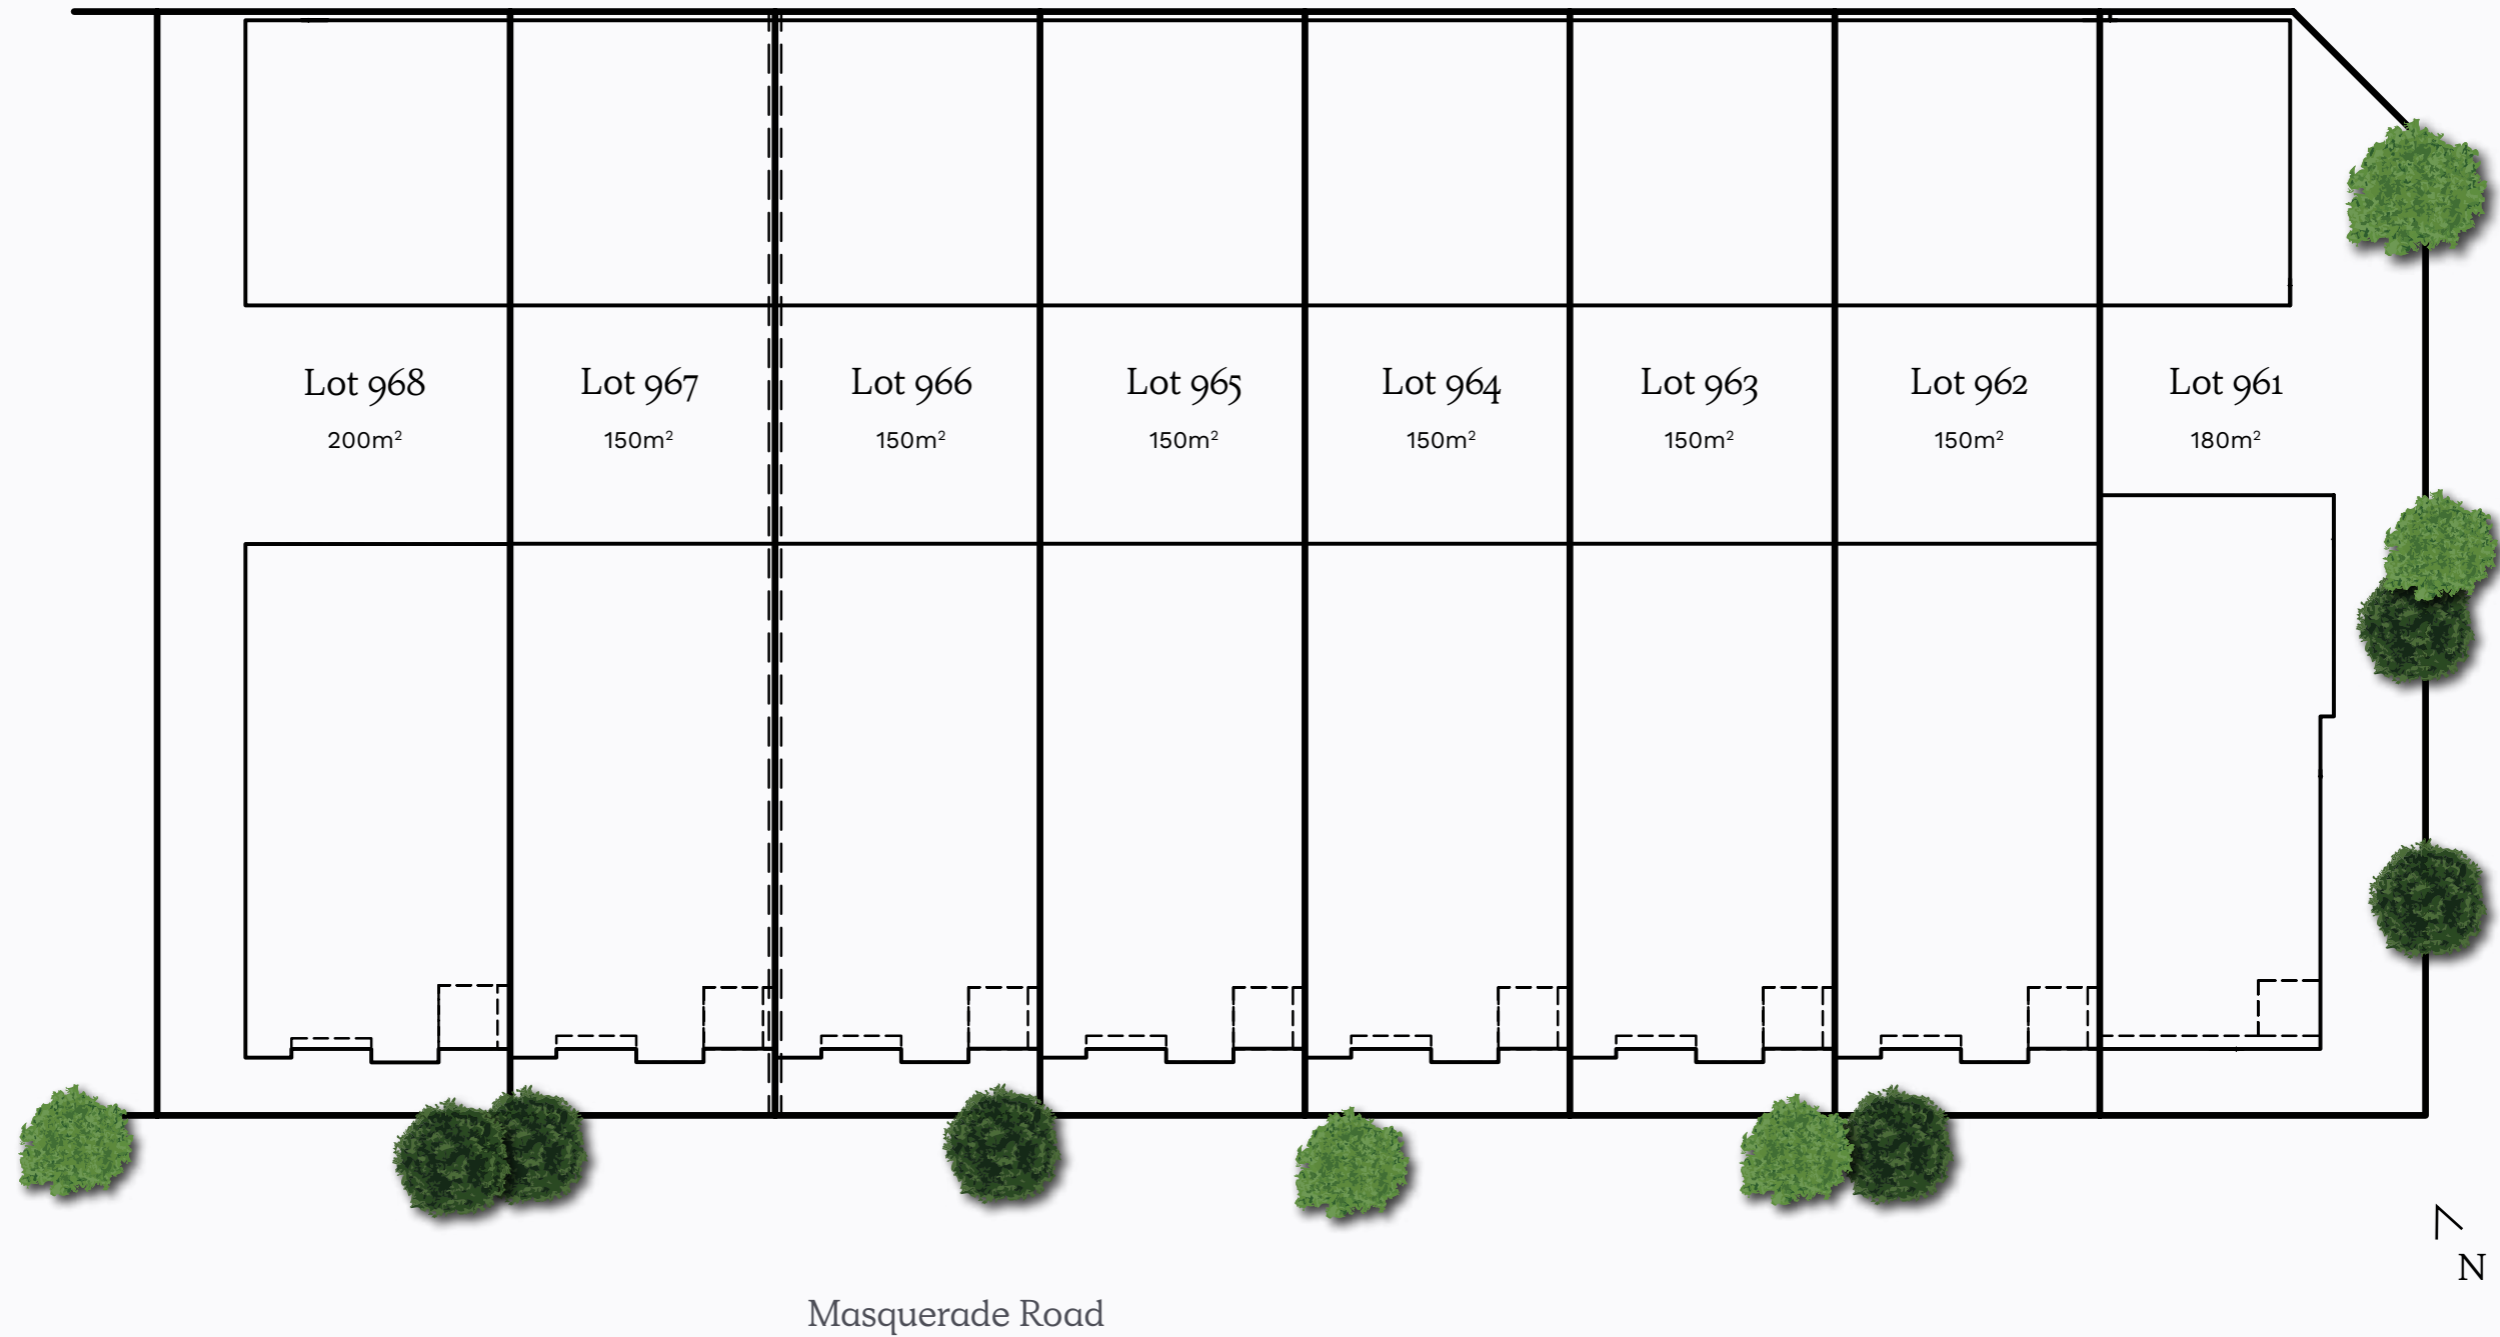 Lot 968
200m²
Lot 967
150m²
Lot 966
150m²
Lot 965
150m²
Lot 964
150m²
Lot 963
150m²
Lot 962
150m²
Lot 961
180m²
N
Masquerade Road